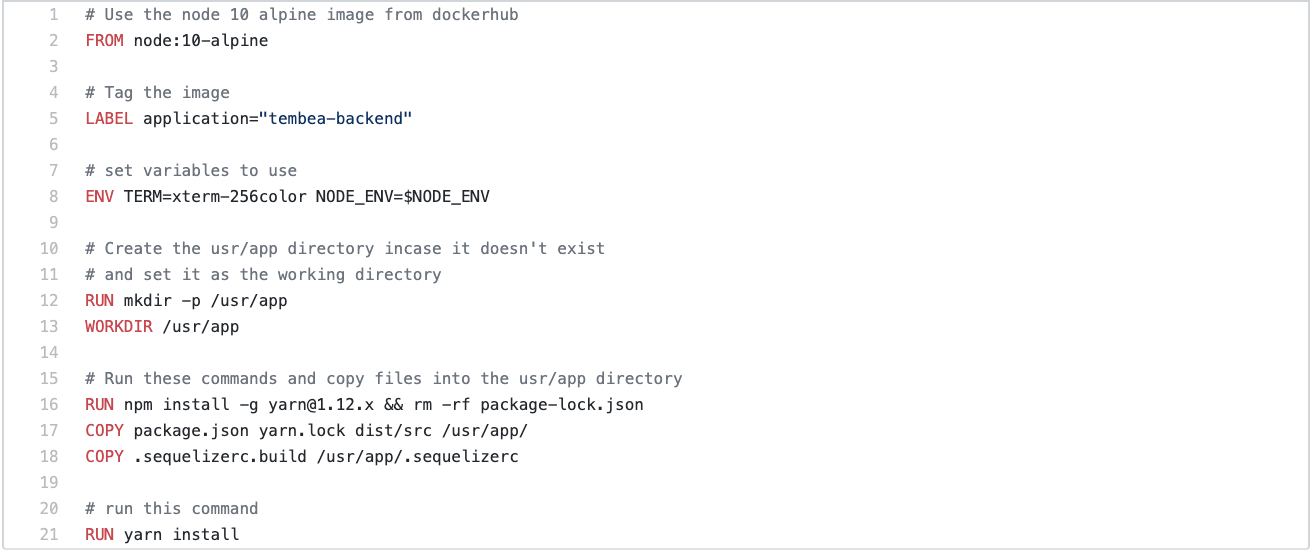 1 # Use the node 10 alpine image from dockerhub
2 FROM node:10-alpine
3
4 # Tag the image
5 LABEL application="tembea-backend"
6
7 # set variables to use
8 ENV TERM=xterm-256color NODE_ENV=$NODE_ENV
9
10 # Create the usr/app directory incase it doesn't exist
11 # and set it as the working directory
12 RUN mkdir -p /usr/app
13 WORKDIR /usr/app
14
15 # Run these commands and copy files into the usr/app directory
16 RUN npm install -g yarn@1.12.x && rm -rf package-lock.json
17 COPY package.json yarn.lock dist/src /usr/app/
18 COPY .sequelizerc.build /usr/app/.sequelizerc
19
20 # run this command
21 RUN yarn install